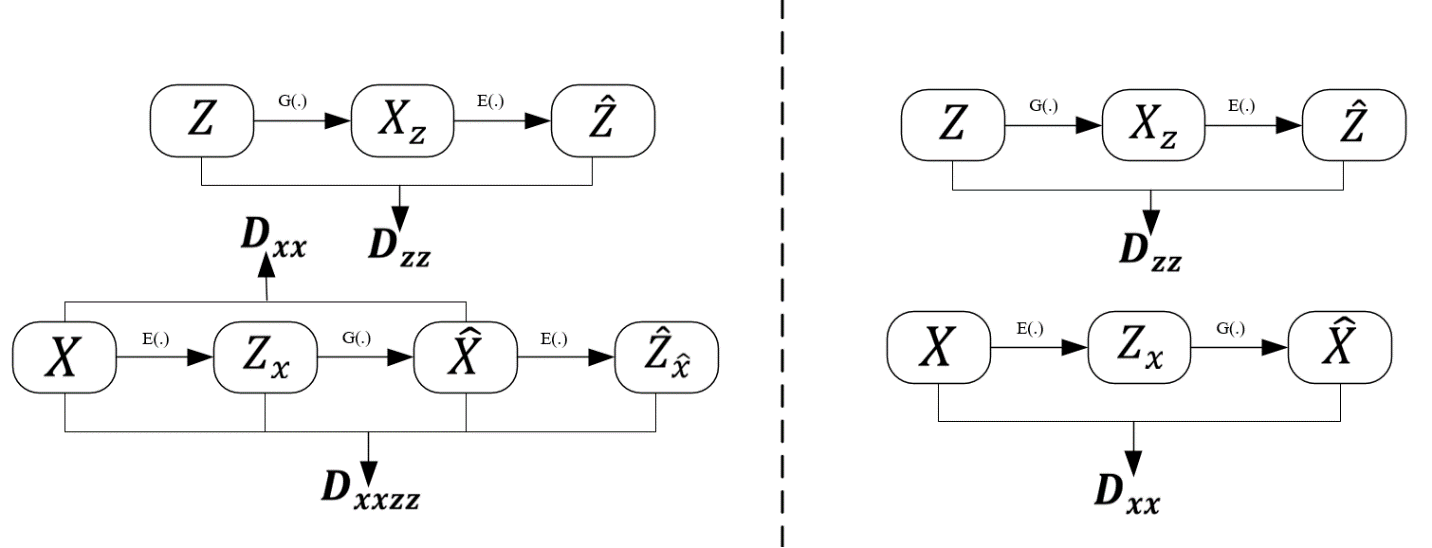 Z G(.) X_z E(.) Ẑ
D_zz
D_xx
X E(.) Z_x G(.) X̂ E(.) Ẑ_x̂
D_xxzz
Z G(.) X_z E(.) Ẑ
D_zz
X E(.) Z_x G(.) X̂
D_xx